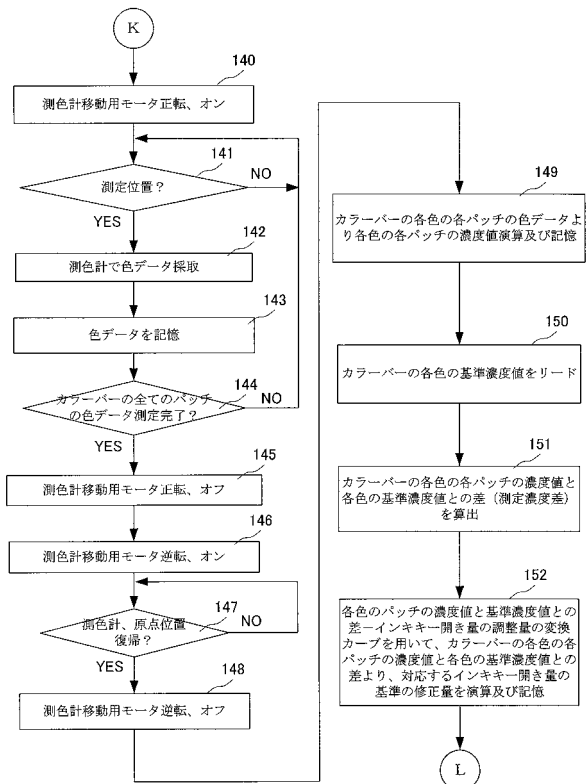 K
140
測色計移動用モータ正転、オン
141
測定位置？
NO
YES
142
測色計で色データ採取
143
色データを記憶
144
カラーバーの全てのパッチ
の色データ測定完了？
NO
YES
145
測色計移動用モータ正転、オフ
146
測色計移動用モータ逆転、オン
147
測色計、原点位置
復帰？
NO
YES
148
測色計移動用モータ逆転、オフ
149
カラーバーの各色の各パッチの色データよ
り各色の各パッチの濃度値演算及び記憶
150
カラーバーの各色の基準濃度値をリード
151
カラーバーの各色の各パッチの濃度値と
各色の基準濃度値との差（測定濃度差）
を算出
152
各色のパッチの濃度値と基準濃度値との
差－インキキー開き量の調整量の変換
カーブを用いて、カラーバーの各色の各
パッチの濃度値と各色の基準濃度値との
差より、対応するインキキー開き量の
基準の修正量を演算及び記憶
L